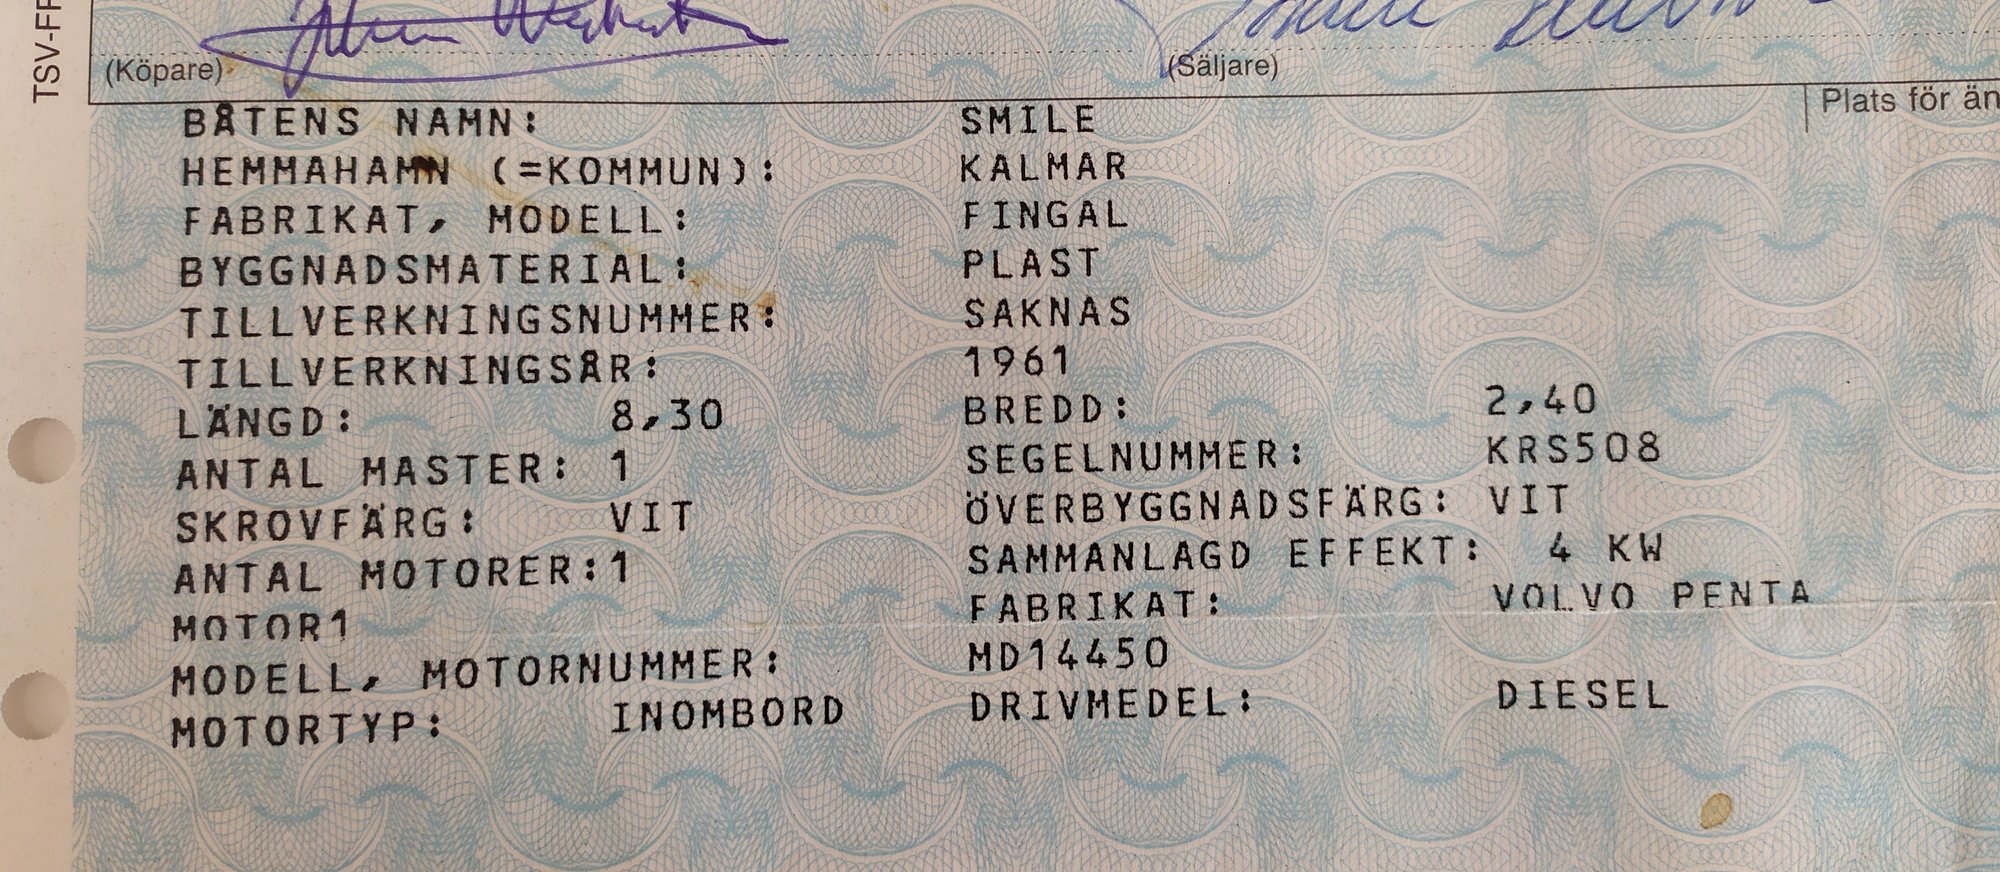 TSV-FF
(Köpare) (Säljare)
Plats för än
BÅTENS NAMN: SMILE
HEMMAHAMN (=KOMMUN): KALMAR
FABRIKAT, MODELL: FINGAL
BYGGNADSMATERIAL: PLAST
TILLVERKNINGSNUMMER: SAKNAS
TILLVERKNINGSÅR: 1961
LÄNGD: 8,30 BREDD: 2,40
ANTAL MASTER: 1 SEGELNUMMER: KRS508
SKROVFÄRG: VIT ÖVERBYGGNADSFÄRG: VIT
ANTAL MOTORER:1 SAMMANLAGD EFFEKT: 4 KW
MOTOR1 FABRIKAT: VOLVO PENTA
MODELL, MOTORNUMMER: MD14450
MOTORTYP: INOMBORD DRIVMEDEL: DIESEL